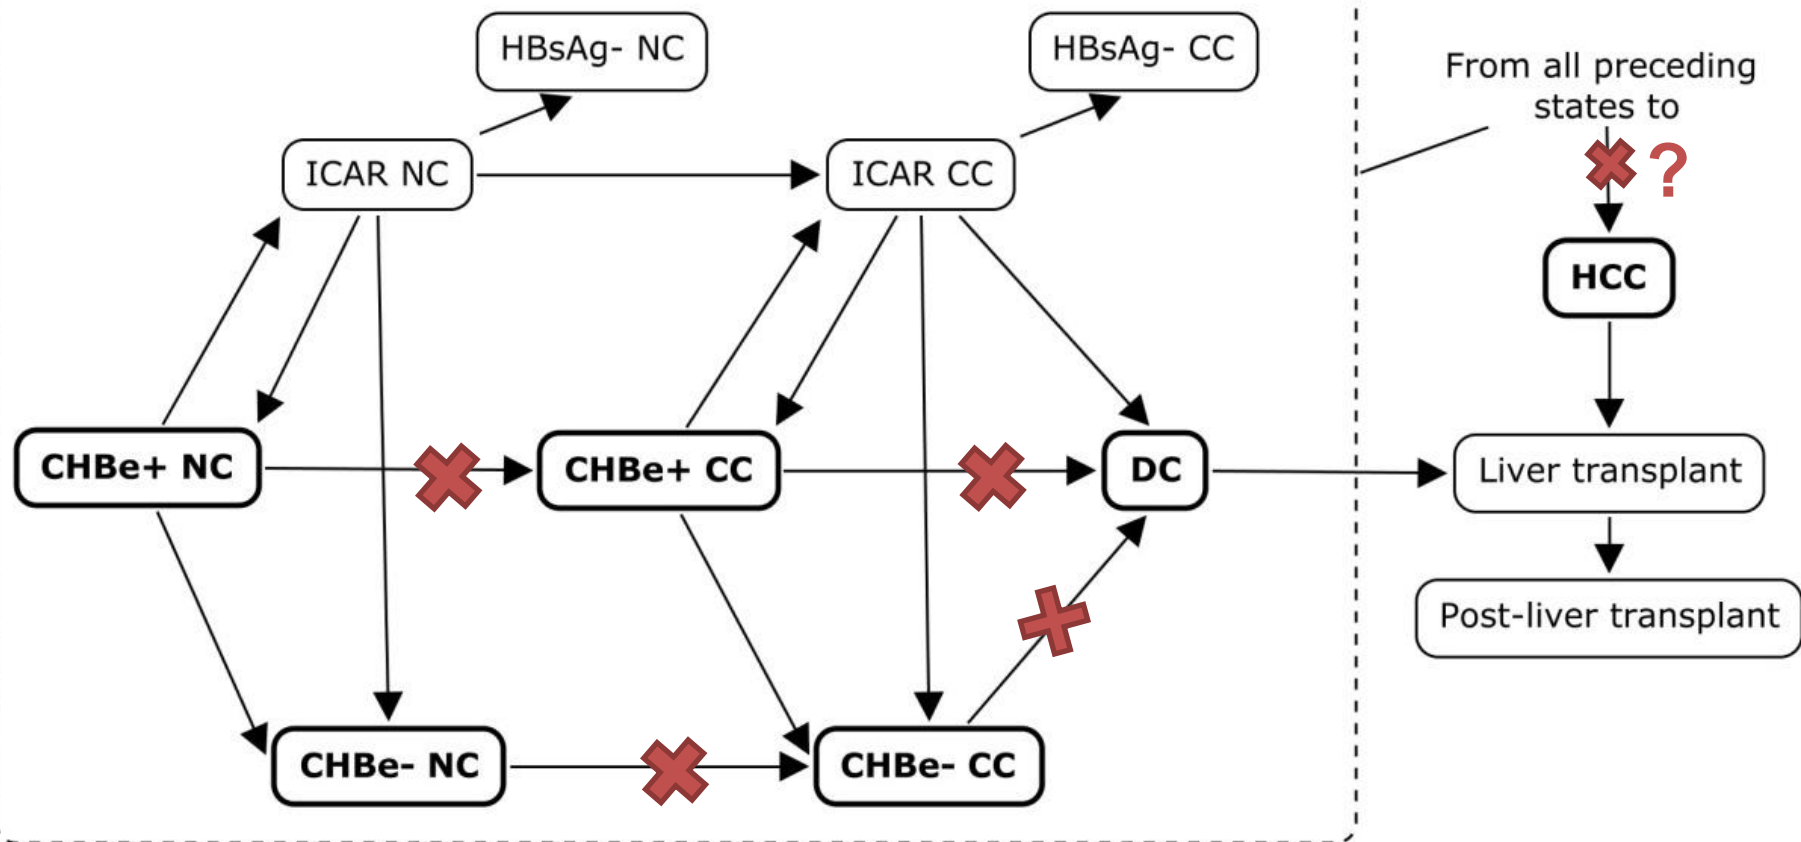 HBsAg- NC
HBsAg- CC
From all preceding
states to
?
ICAR NC
ICAR CC
HCC
CHBe+ NC
CHBe+ CC
DC
Liver transplant
Post-liver transplant
CHBe- NC
CHBe- CC